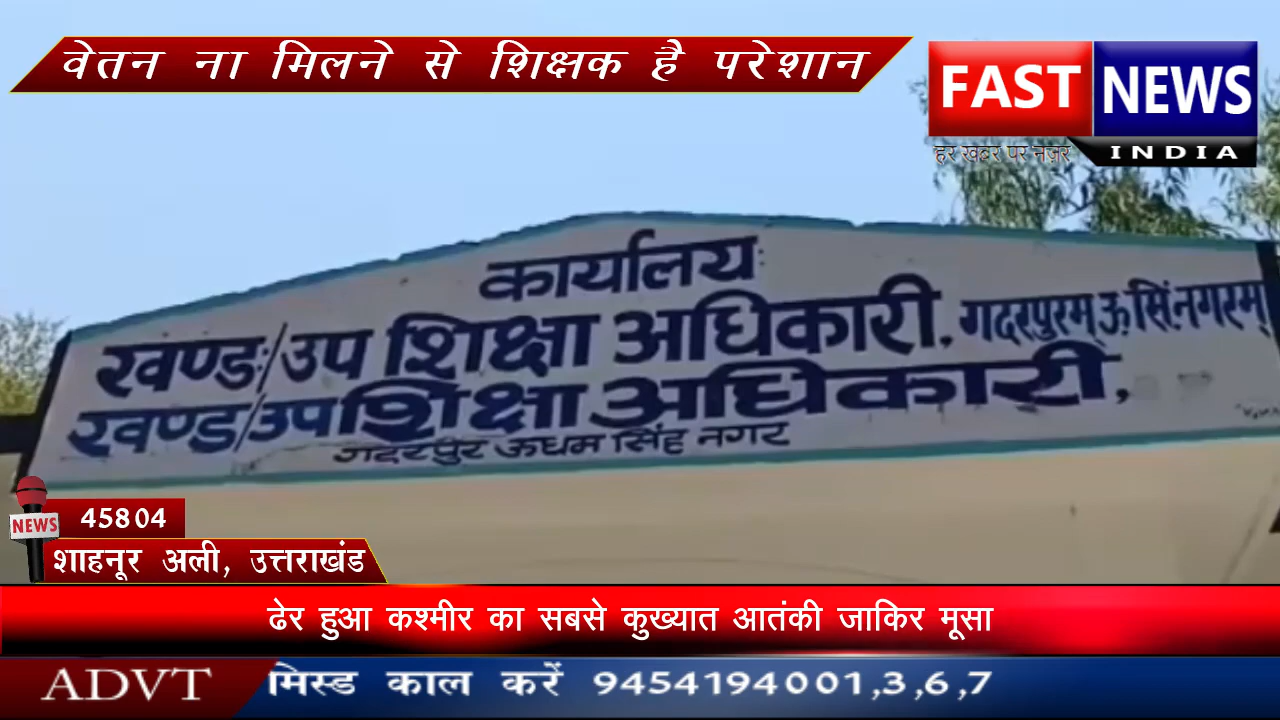 वेतन ना मिलने से शिक्षक है परेशान
FAST NEWS
हर खबर पर नज़र
INDIA
कार्यालय
खण्ड:/उप शिक्षा अधिकारी, गदरपुरम् ऊ.सिं.नगरम्
खण्ड/उपशिक्षा अधिकारी,
गदरपुर ऊधम सिंह नगर
NEWS
45804
शाहनूर अली, उत्तराखंड
ढेर हुआ कश्मीर का सबसे कुख्यात आतंकी जाकिर मूसा
ADVT मिस्ड काल करें 9454194001,3,6,7